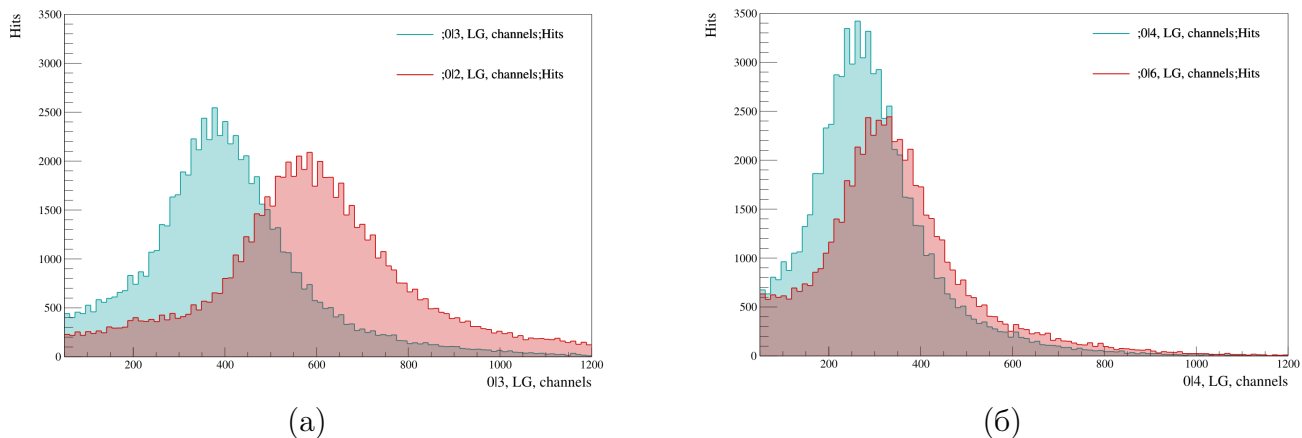 Hits
3500
3000
2500
2000
1500
1000
500
0
;0|3, LG, channels;Hits
;0|2, LG, channels;Hits
200 400 600 800 1000 1200
0|3, LG, channels
(а)
Hits
3500
3000
2500
2000
1500
1000
500
0
;0|4, LG, channels;Hits
;0|6, LG, channels;Hits
200 400 600 800 1000 1200
0|4, LG, channels
(б)